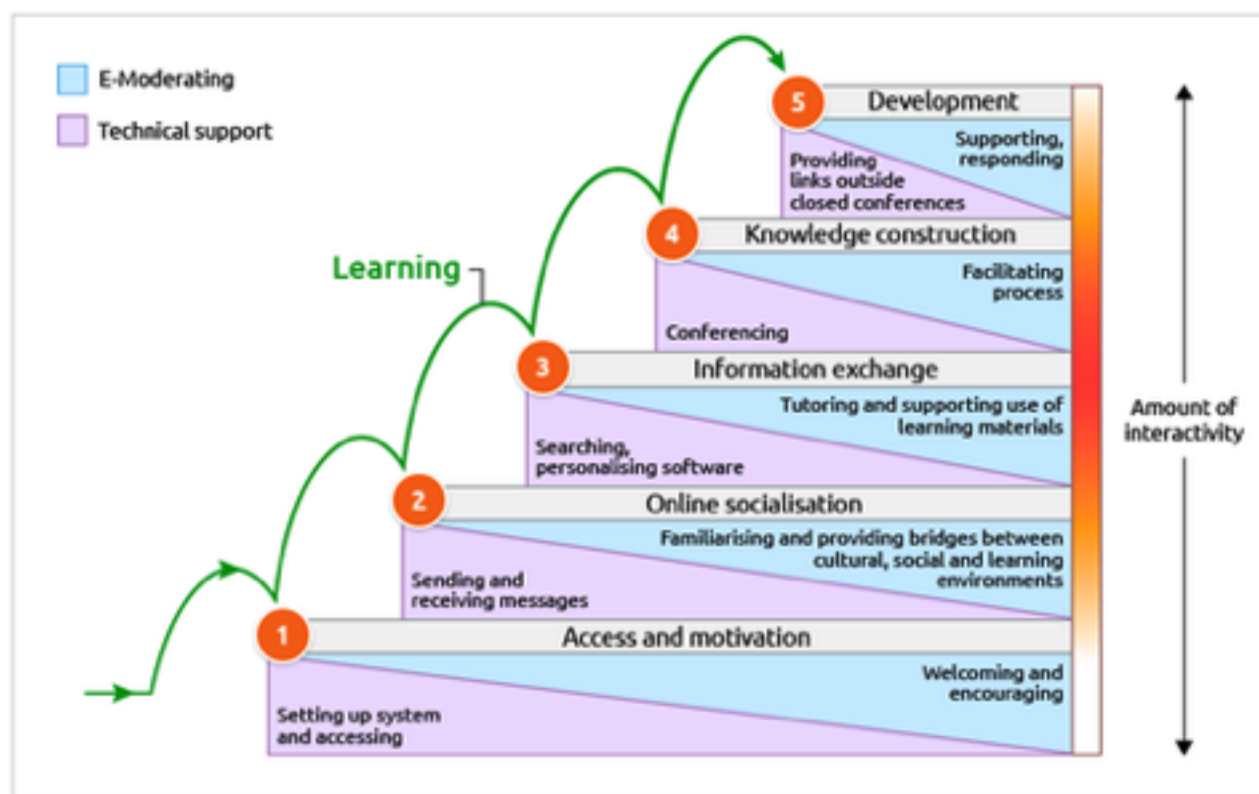 E-Moderating
Technical support
Learning
5
Development
Supporting,
responding
Providing
links outside
closed conferences
4
Knowledge construction
Facilitating
process
Conferencing
3
Information exchange
Tutoring and supporting use of
learning materials
Searching,
personalising software
2
Online socialisation
Familiarising and providing bridges between
cultural, social and learning
environments
Sending and
receiving messages
1
Access and motivation
Welcoming and
encouraging
Setting up system
and accessing
Amount of
interactivity